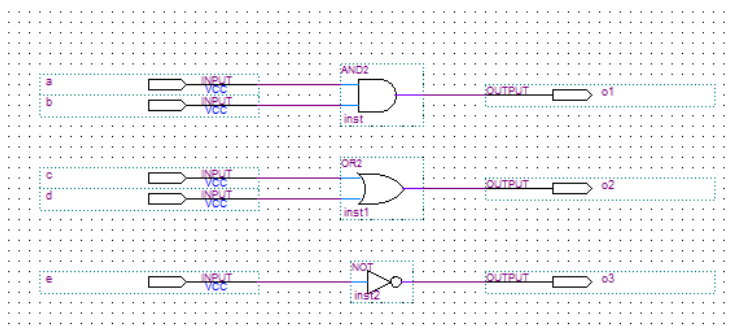 AND2
a INPUT VCC
OUTPUT o1
b INPUT VCC
inst
OR2
c INPUT VCC
OUTPUT o2
d INPUT VCC
inst1
NOT
e INPUT VCC
OUTPUT o3
inst2